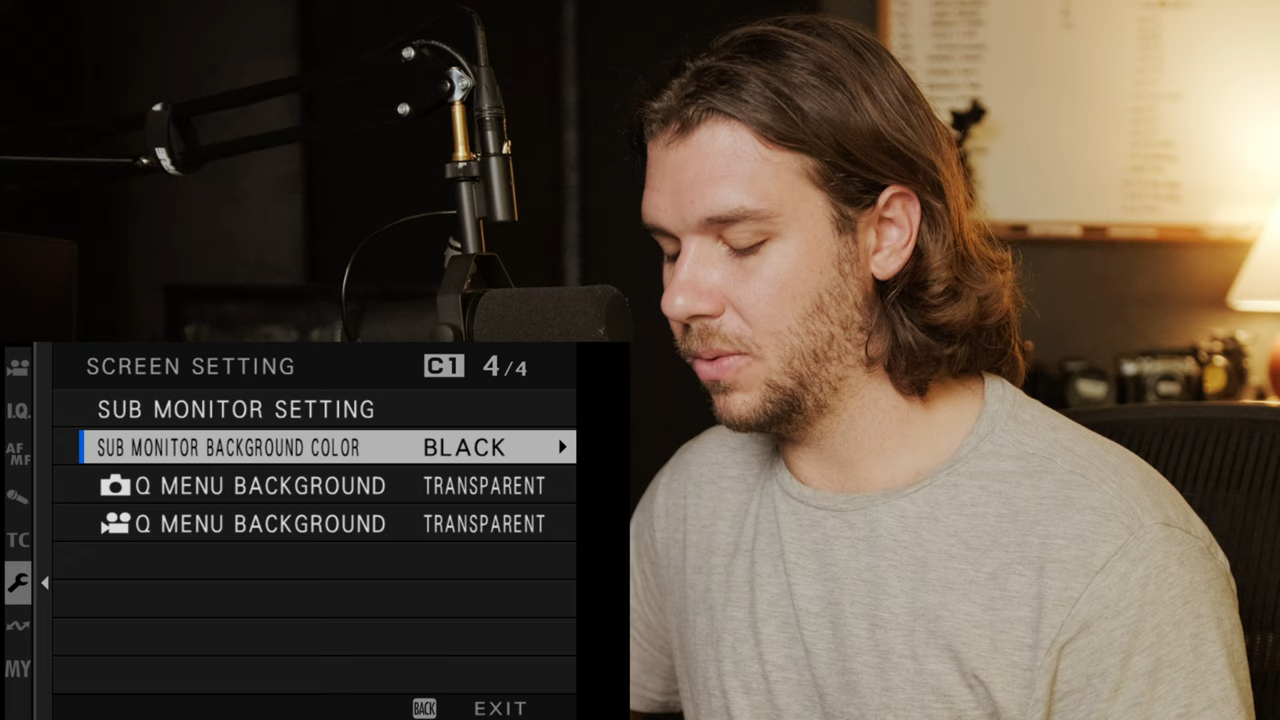 SCREEN SETTING C1 4/4
SUB MONITOR SETTING
SUB MONITOR BACKGROUND COLOR BLACK
Q MENU BACKGROUND TRANSPARENT
Q MENU BACKGROUND TRANSPARENT
I.Q.
AF
MF
TC
MY
BACK EXIT